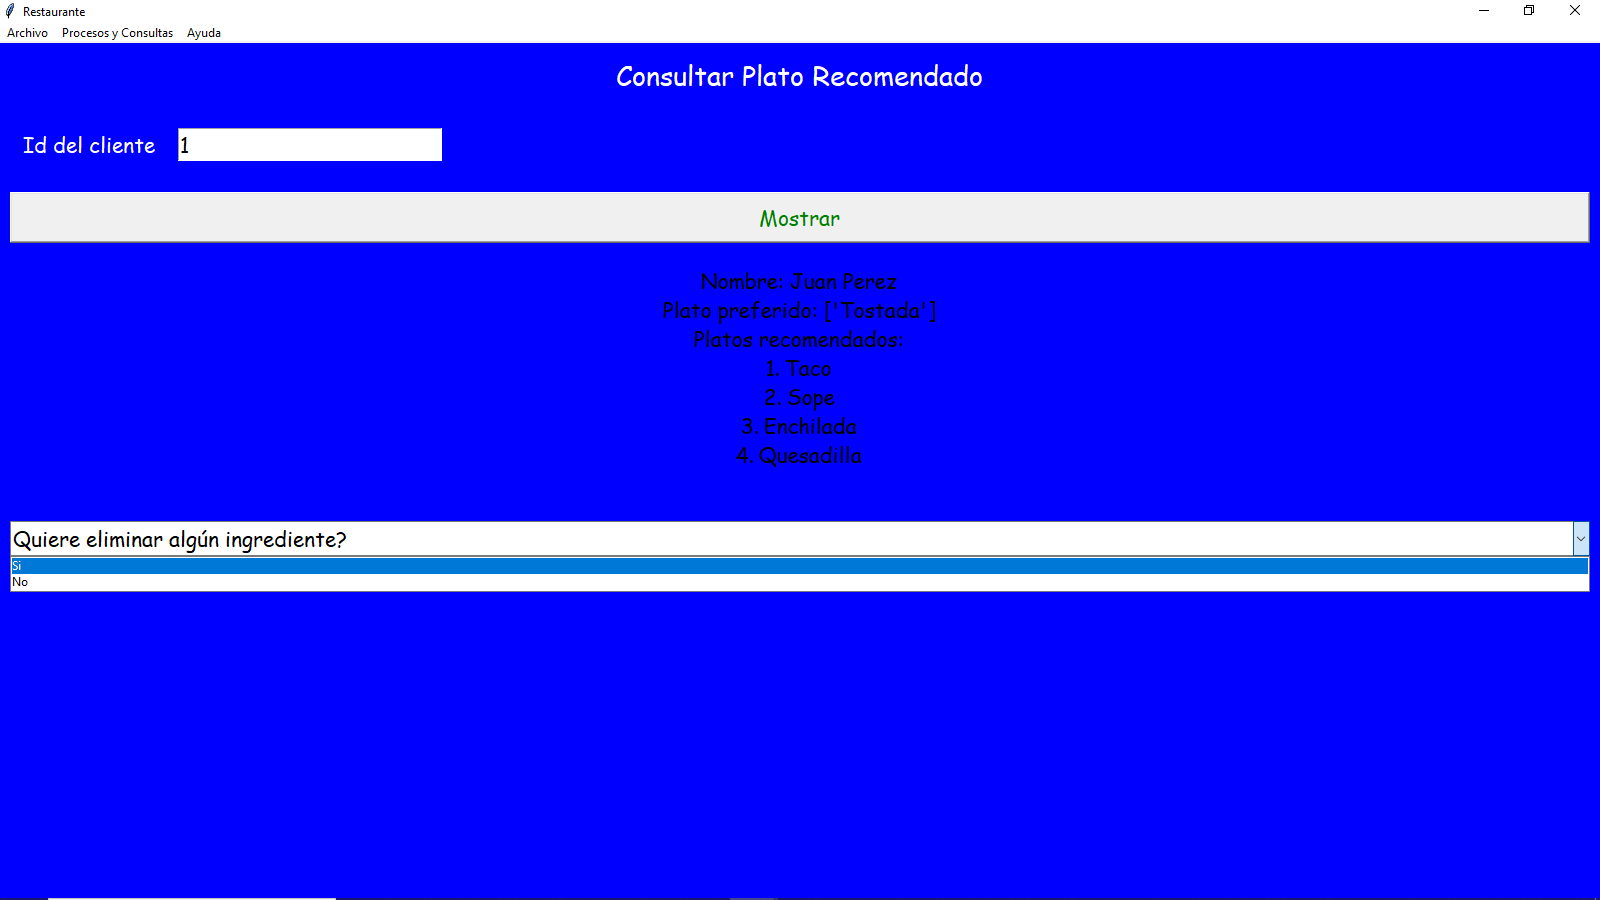 Restaurante
Archivo Procesos y Consultas Ayuda
Consultar Plato Recomendado
Id del cliente 1
Mostrar
Nombre: Juan Perez
Plato preferido: ['Tostada']
Platos recomendados:
1. Taco
2. Sope
3. Enchilada
4. Quesadilla
Quiere eliminar algún ingrediente?
Si
No